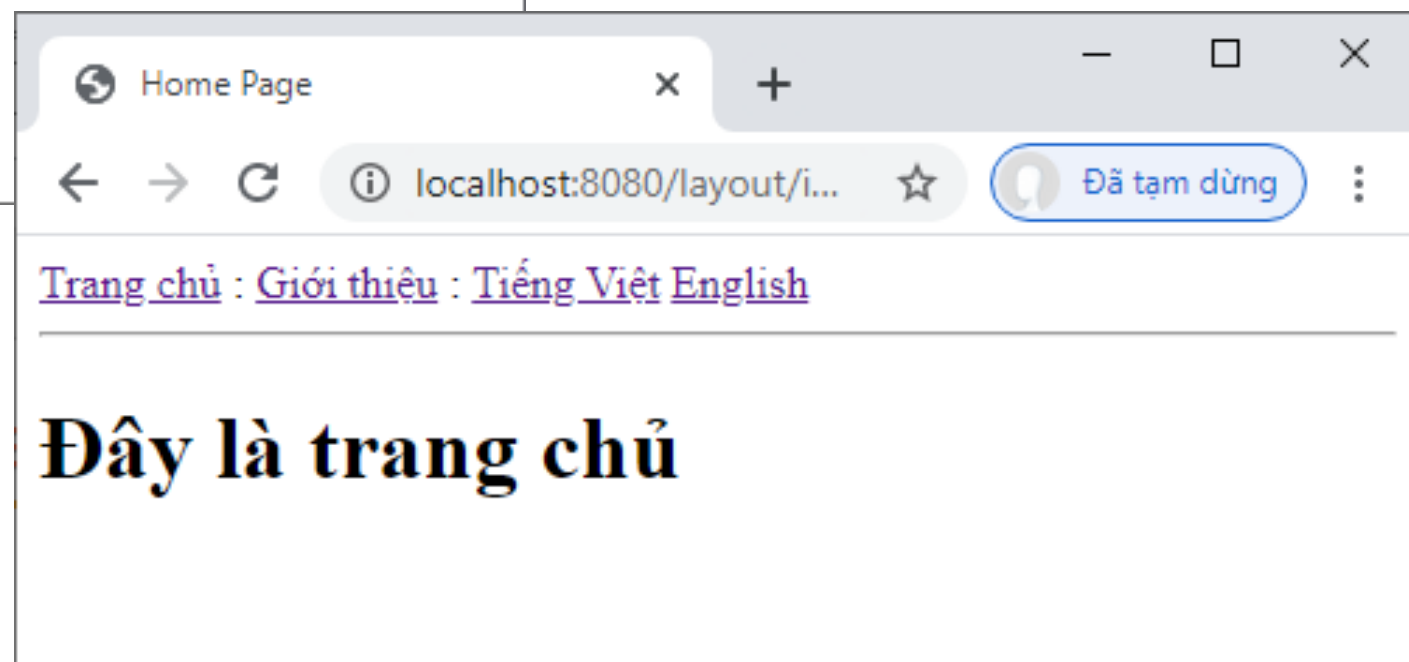 Home Page
localhost:8080/layout/i...
Đã tạm dừng
Trang chủ : Giới thiệu : Tiếng Việt English
Đây là trang chủ